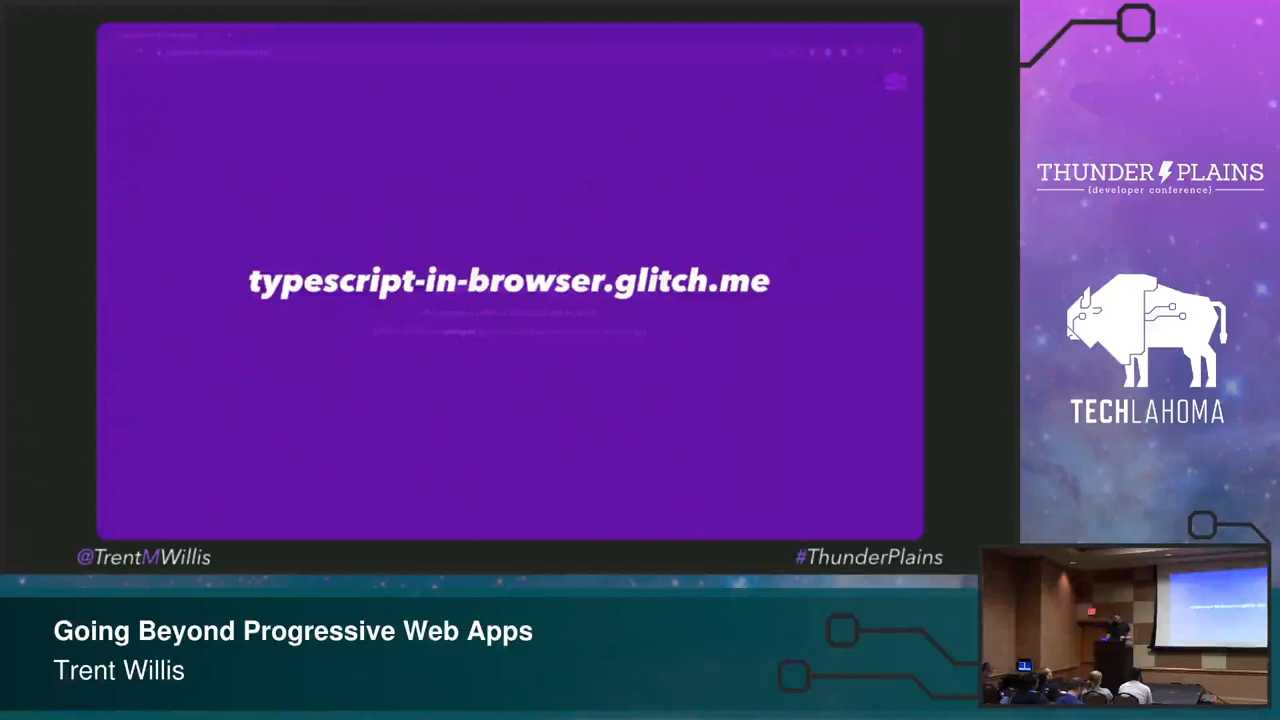 typescript-in-browser.glitch.me
@TrentMWillis
#ThunderPlains
THUNDER PLAINS
{developer conference}
TECHLAHOMA
Going Beyond Progressive Web Apps
Trent Willis